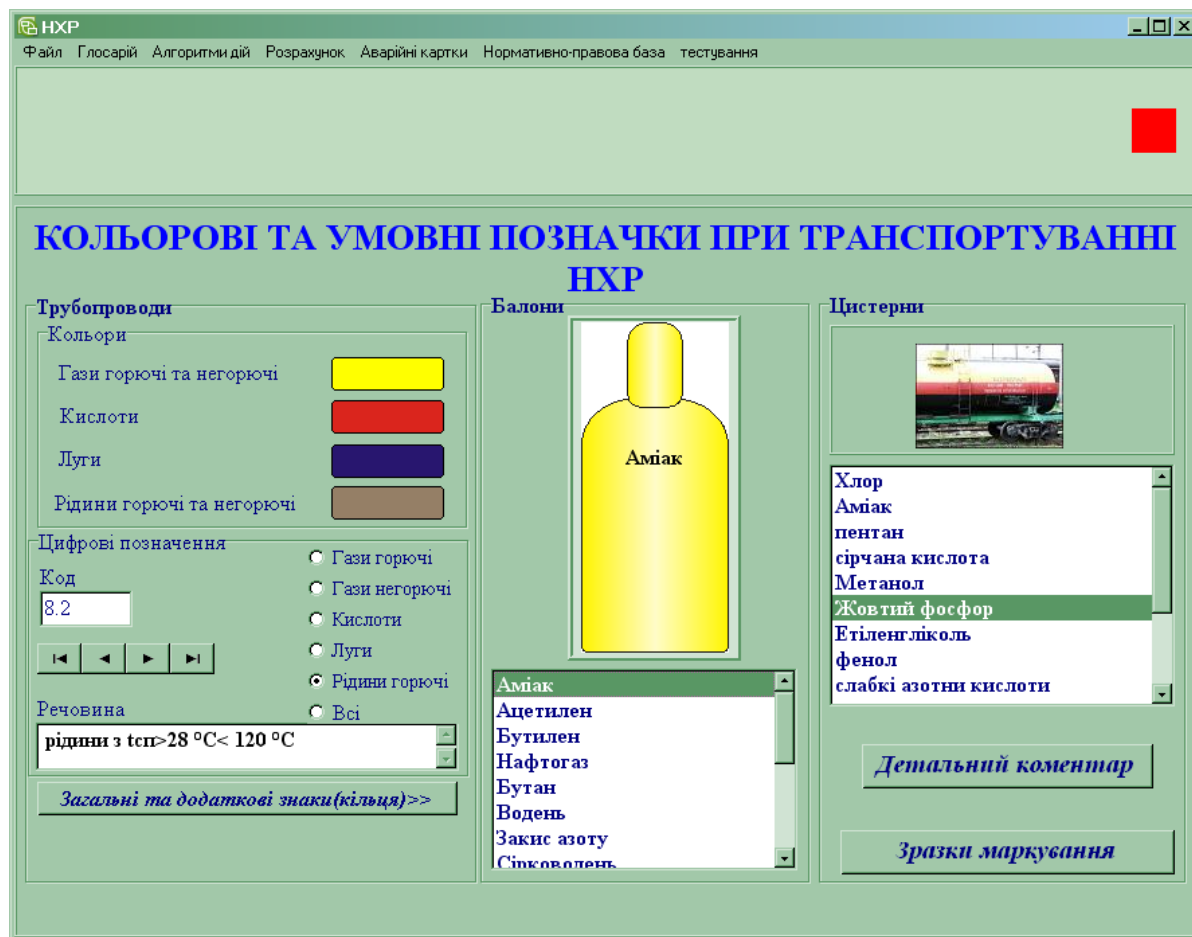 НХР
Файл Глосарій Алгоритми дій Розрахунок Аварійні картки Нормативно-правова база тестування
КОЛЬОРОВІ ТА УМОВНІ ПОЗНАЧКИ ПРИ ТРАНСПОРТУВАННІ
НХР
Трубопроводи
Кольори
Гази горючі та негорючі
Кислоти
Луги
Рідини горючі та негорючі
Цифрові позначення
Код
8.2
Гази горючі
Гази негорючі
Кислоти
Луги
Рідини горючі
Всі
Речовина
рідини з tсп>28 °C< 120 °C
Загальні та додаткові знаки(кільця)>>
Балони
Аміак
Аміак
Ацетилен
Бутилен
Нафтогаз
Бутан
Водень
Закис азоту
Сірководень
Цистерни
Хлор
Аміак
пентан
сірчана кислота
Метанол
Жовтий фосфор
Етіленгліколь
фенол
слабкі азотни кислоти
Детальний коментар
Зразки маркування